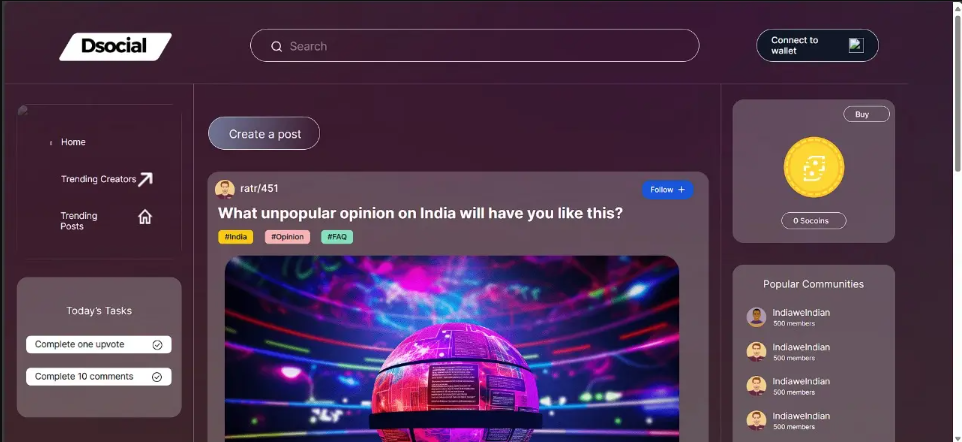 Dsocial
Search
Connect to
wallet
Home
Trending Creators
Trending
Posts
Today's Tasks
Complete one upvote
Complete 10 comments
Create a post
ratr/451
Follow +
What unpopular opinion on India will have you like this?
#India
#Opinion
#FAQ
Buy
0 Socoins
Popular Communities
IndiaweIndian
500 members
IndiaweIndian
500 members
IndiaweIndian
500 members
IndiaweIndian
500 members